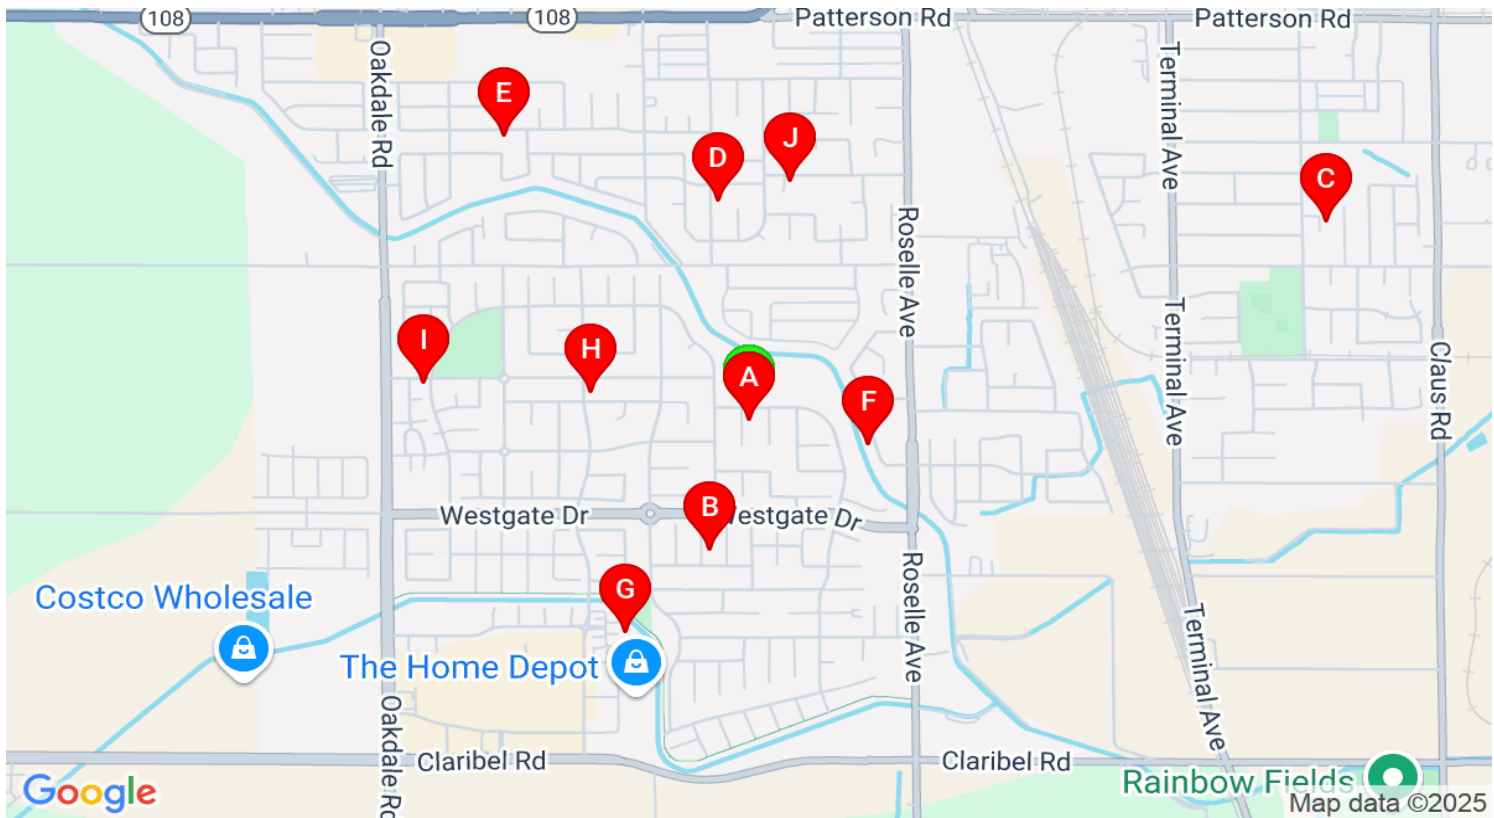 108
108
Patterson Rd
Patterson Rd
Oakdale Rd
Terminal Ave
E
J
D
C
Roselle Ave
Terminal Ave
I
H
A
F
Claus Rd
B
Westgate Dr
Westgate Dr
Roselle Ave
G
Costco Wholesale
Terminal Ave
The Home Depot
Oakdale Rd
Claribel Rd
Claribel Rd
Rainbow Fields
Google
Map data ©2025